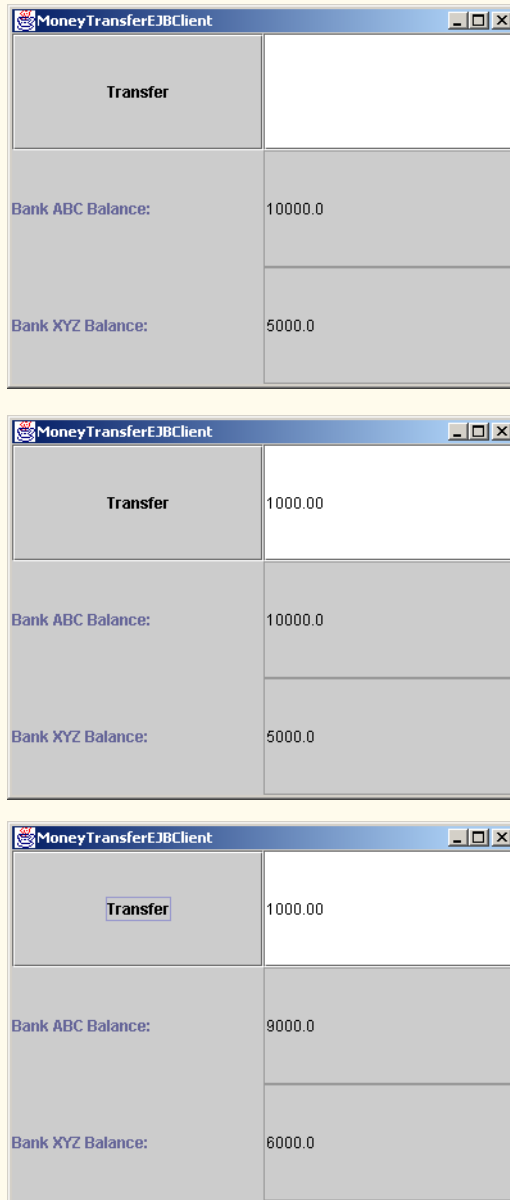 MoneyTransferEJBClient
Transfer
Bank ABC Balance: 10000.0
Bank XYZ Balance: 5000.0
MoneyTransferEJBClient
Transfer 1000.00
Bank ABC Balance: 10000.0
Bank XYZ Balance: 5000.0
MoneyTransferEJBClient
Transfer 1000.00
Bank ABC Balance: 9000.0
Bank XYZ Balance: 6000.0